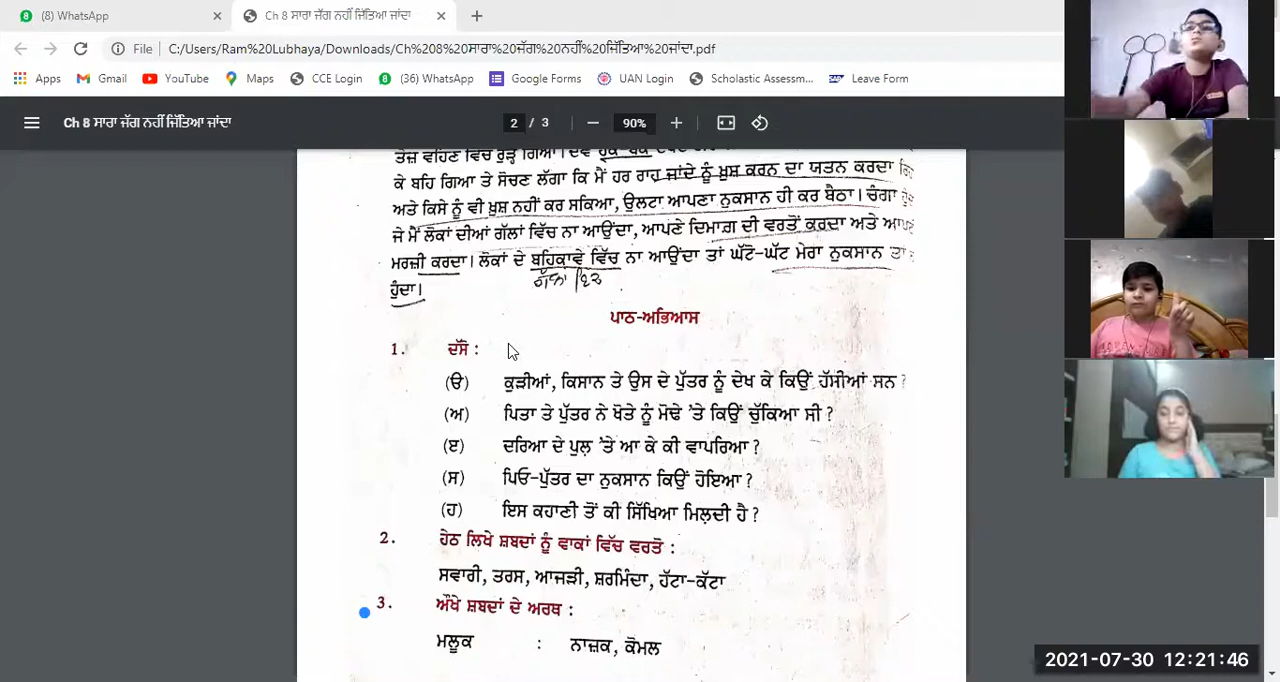 (8) WhatsApp
Ch 8 ਸਾਰਾ ਜੱਗ ਨਹੀਂ ਜਿੱਤਿਆ ਜਾਂਦਾ
File C:/Users/Ram%20Lubhaya/Downloads/Ch%208%20ਸਾਰਾ%20ਜੱਗ%20ਨਹੀਂ%20ਜਿੱਤਿਆ%20ਜਾਂਦਾ.pdf
Apps Gmail YouTube Maps CCE Login (36) WhatsApp Google Forms UAN Login Scholastic Assessm... Leave Form
Ch 8 ਸਾਰਾ ਜੱਗ ਨਹੀਂ ਜਿੱਤਿਆ ਜਾਂਦਾ 2 / 3 90%
ਤੇਜ਼ ਵਹਿਣ ਵਿੱਚ ਰੁੜ੍ਹ ਗਿਆ।
ਕੇ ਬਹਿ ਗਿਆ ਤੇ ਸੋਚਣ ਲੱਗਾ ਕਿ ਮੈਂ ਹਰ ਰਾਹ ਜਾਂਦੇ ਨੂੰ ਖ਼ੁਸ਼ ਕਰਨ ਦਾ ਯਤਨ ਕਰਦਾ
ਅਤੇ ਕਿਸੇ ਨੂੰ ਵੀ ਖ਼ੁਸ਼ ਨਹੀਂ ਕਰ ਸਕਿਆ, ਉਲਟਾ ਆਪਣਾ ਨੁਕਸਾਨ ਹੀ ਕਰ ਬੈਠਾ। ਚੰਗਾ
ਜੇ ਮੈਂ ਲੋਕਾਂ ਦੀਆਂ ਗੱਲਾਂ ਵਿੱਚ ਨਾ ਆਉਂਦਾ, ਆਪਣੇ ਦਿਮਾਗ਼ ਦੀ ਵਰਤੋਂ ਕਰਦਾ ਅਤੇ
ਮਰਜ਼ੀ ਕਰਦਾ। ਲੋਕਾਂ ਦੇ ਬਹਿਕਾਵੇ ਵਿੱਚ ਨਾ ਆਉਂਦਾ ਤਾਂ ਘੱਟੋ-ਘੱਟ ਮੇਰਾ ਨੁਕਸਾਨ ਤਾਂ
ਹੁੰਦਾ।
ਪਾਠ-ਅਭਿਆਸ
1. ਦੱਸੋ :
(ੳ) ਕੁੜੀਆਂ, ਕਿਸਾਨ ਤੇ ਉਸ ਦੇ ਪੁੱਤਰ ਨੂੰ ਦੇਖ ਕੇ ਕਿਉਂ ਹੱਸੀਆਂ ਸਨ ?
(ਅ) ਪਿਤਾ ਤੇ ਪੁੱਤਰ ਨੇ ਖੋਤੇ ਨੂੰ ਮੋਢੇ 'ਤੇ ਕਿਉਂ ਚੁੱਕਿਆ ਸੀ ?
(ੲ) ਦਰਿਆ ਦੇ ਪੁਲ਼ 'ਤੇ ਆ ਕੇ ਕੀ ਵਾਪਰਿਆ ?
(ਸ) ਪਿਓ-ਪੁੱਤਰ ਦਾ ਨੁਕਸਾਨ ਕਿਉਂ ਹੋਇਆ ?
(ਹ) ਇਸ ਕਹਾਣੀ ਤੋਂ ਕੀ ਸਿੱਖਿਆ ਮਿਲ਼ਦੀ ਹੈ ?
2. ਹੇਠ ਲਿਖੇ ਸ਼ਬਦਾਂ ਨੂੰ ਵਾਕਾਂ ਵਿੱਚ ਵਰਤੋ :
ਸਵਾਰੀ, ਤਰਸ, ਆਜੜੀ, ਸ਼ਰਮਿੰਦਾ, ਹੱਟਾ-ਕੱਟਾ
3. ਔਖੇ ਸ਼ਬਦਾਂ ਦੇ ਅਰਥ :
ਮਲੂਕ : ਨਾਜ਼ਕ, ਕੋਮਲ
2021-07-30 12:21:46